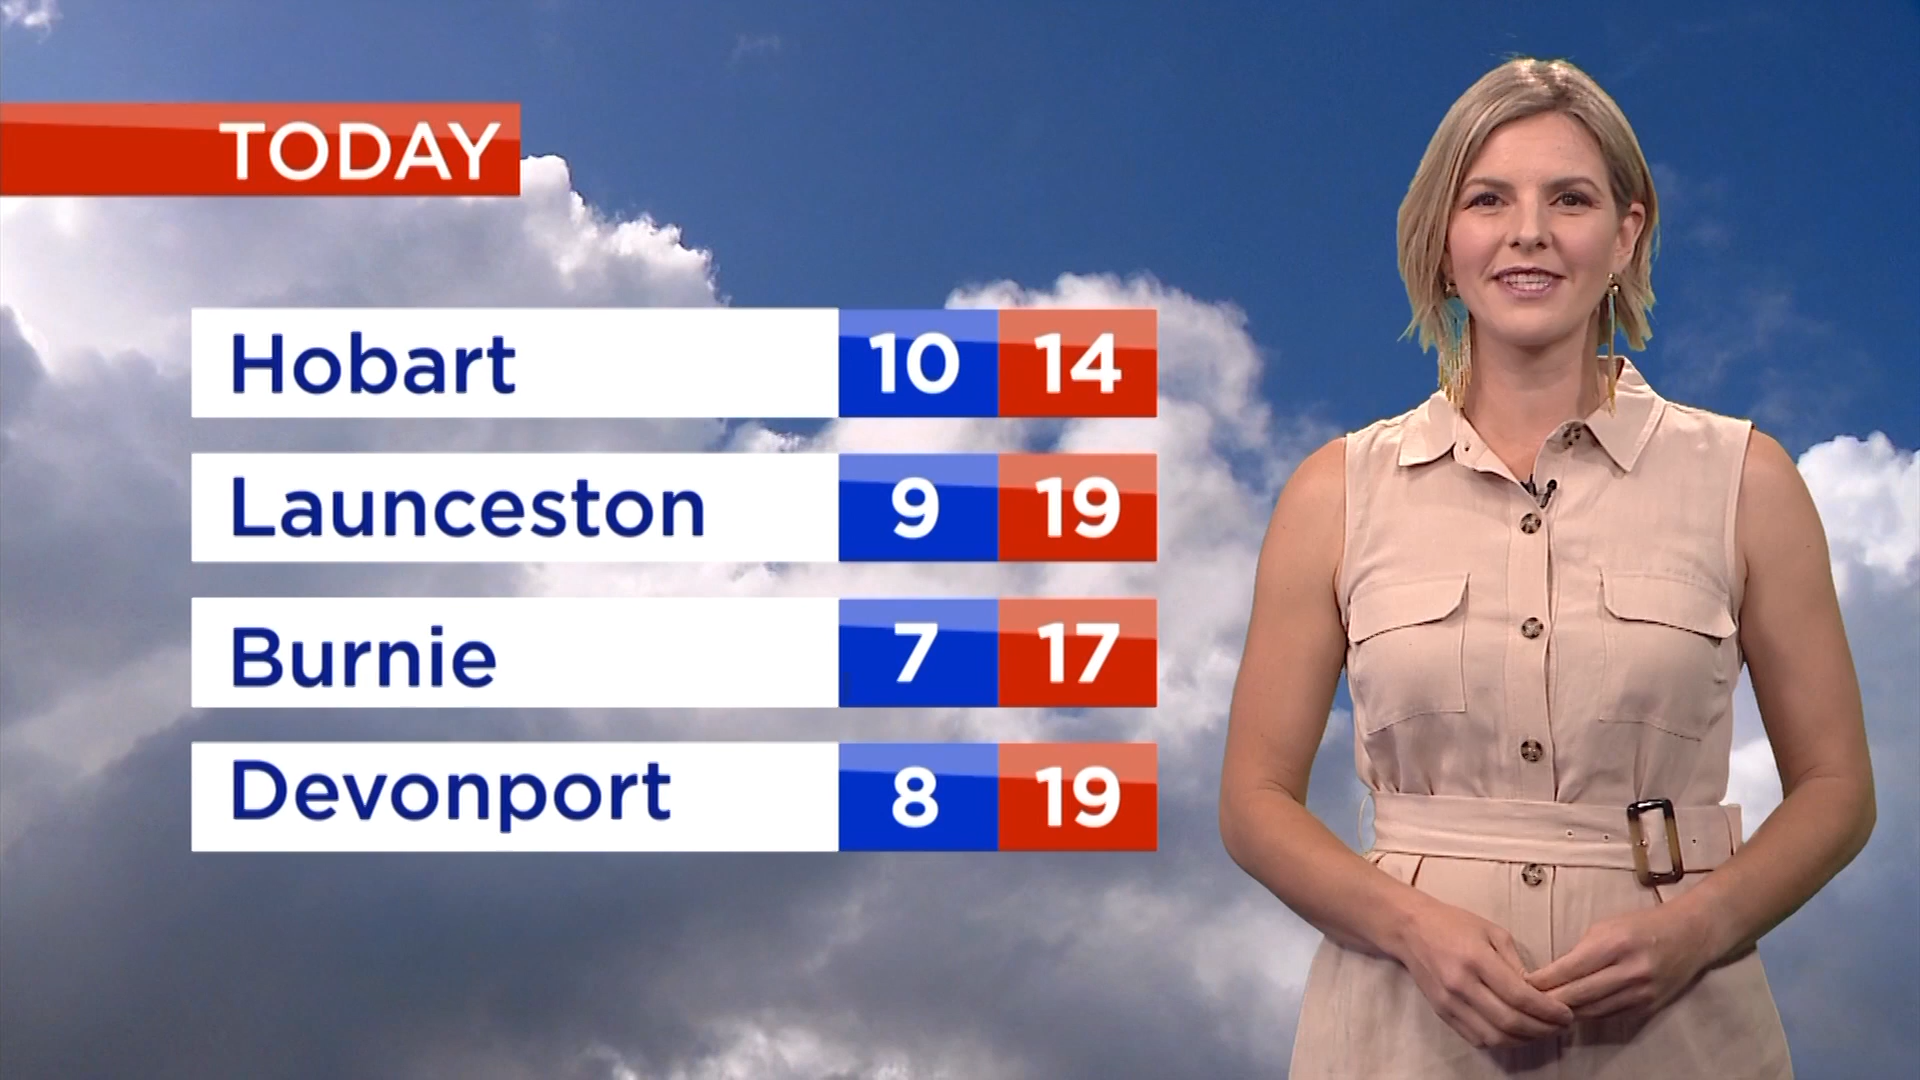 TODAY
Hobart 10 14
Launceston 9 19
Burnie 7 17
Devonport 8 19